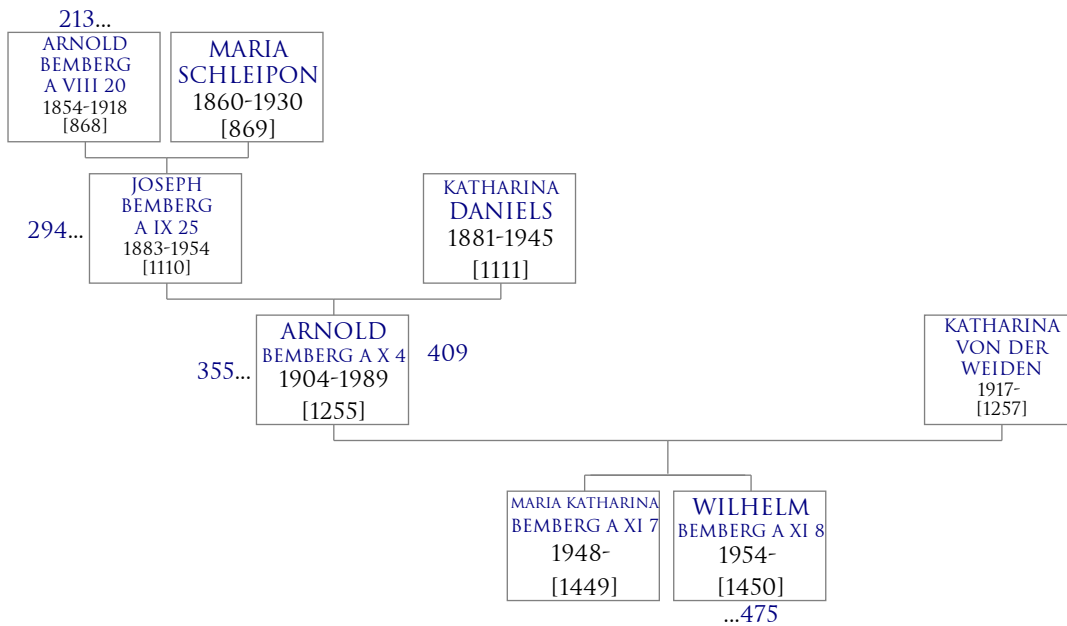 213...
ARNOLD
BEMBERG
A VIII 20
1854-1918
[868]
MARIA
SCHLEIPON
1860-1930
[869]
294...
JOSEPH
BEMBERG
A IX 25
1883-1954
[1110]
KATHARINA
DANIELS
1881-1945
[1111]
355...
ARNOLD
BEMBERG A X 4
1904-1989
[1255]
409
KATHARINA
VON DER
WEIDEN
1917-
[1257]
MARIA KATHARINA
BEMBERG A XI 7
1948-
[1449]
WILHELM
BEMBERG A XI 8
1954-
[1450]
...475